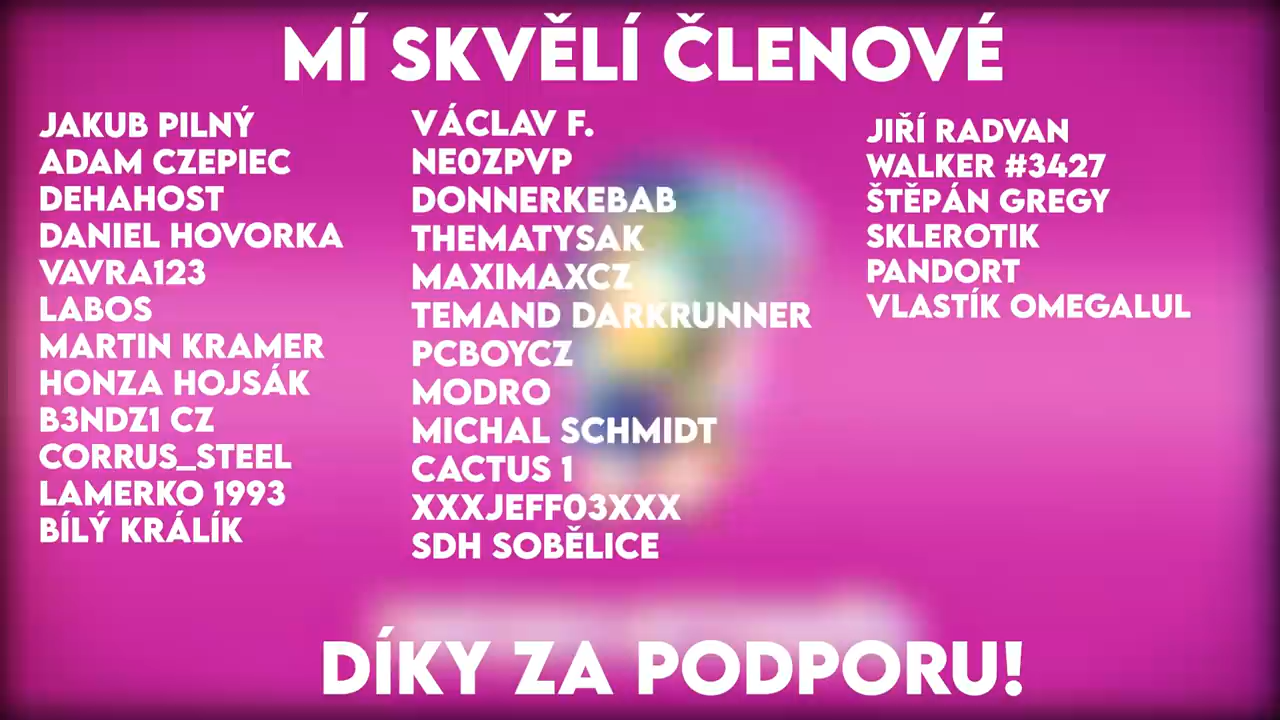 MÍ SKVĚLÍ ČLENOVÉ
JAKUB PILNÝ
ADAM CZEPIEC
DEHAHOST
DANIEL HOVORKA
VAVRA123
LABOS
MARTIN KRAMER
HONZA HOJSÁK
B3NDZ1 CZ
CORRUS_STEEL
LAMERKO 1993
BÍLÝ KRÁLÍK
VÁCLAV F.
NE0ZPVP
DONNERKEBAB
THEMATYSAK
MAXIMAXCZ
TEMAND DARKRUNNER
PCBOYCZ
MODRO
MICHAL SCHMIDT
CACTUS 1
XXXJEFF03XXX
SDH SOBĚLICE
JIŘÍ RADVAN
WALKER #3427
ŠTĚPÁN GREGY
SKLEROTIK
PANDORT
VLASTÍK OMEGALUL
DÍKY ZA PODPORU!